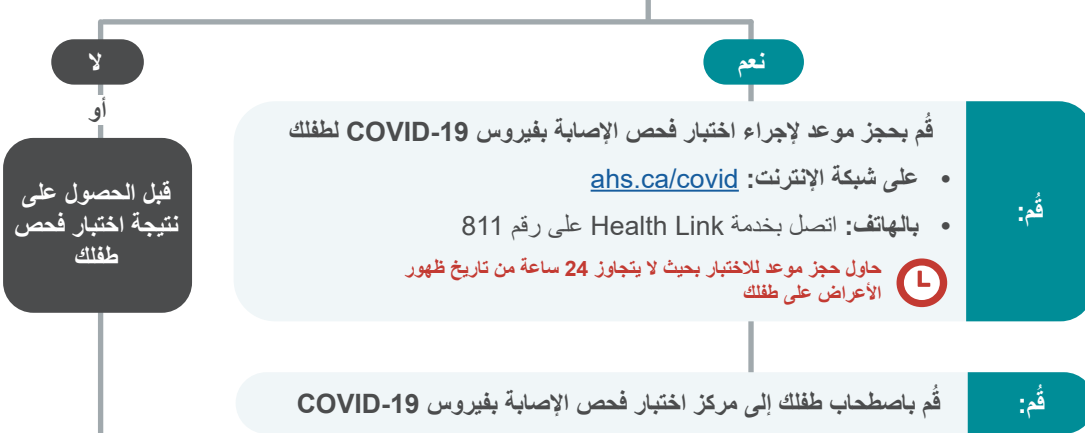 نعم
قُم:
قُم بحجز موعد لإجراء اختبار فحص الإصابة بفيروس COVID-19 لطفلك
• على شبكة الإنترنت: ahs.ca/covid
• بالهاتف: اتصل بخدمة Health Link على رقم 811
حاول حجز موعد للاختبار بحيث لا يتجاوز 24 ساعة من تاريخ ظهور
الأعراض على طفلك
قُم:
قُم باصطحاب طفلك إلى مركز اختبار فحص الإصابة بفيروس COVID-19
لا
أو
قبل الحصول على
نتيجة اختبار فحص
طفلك